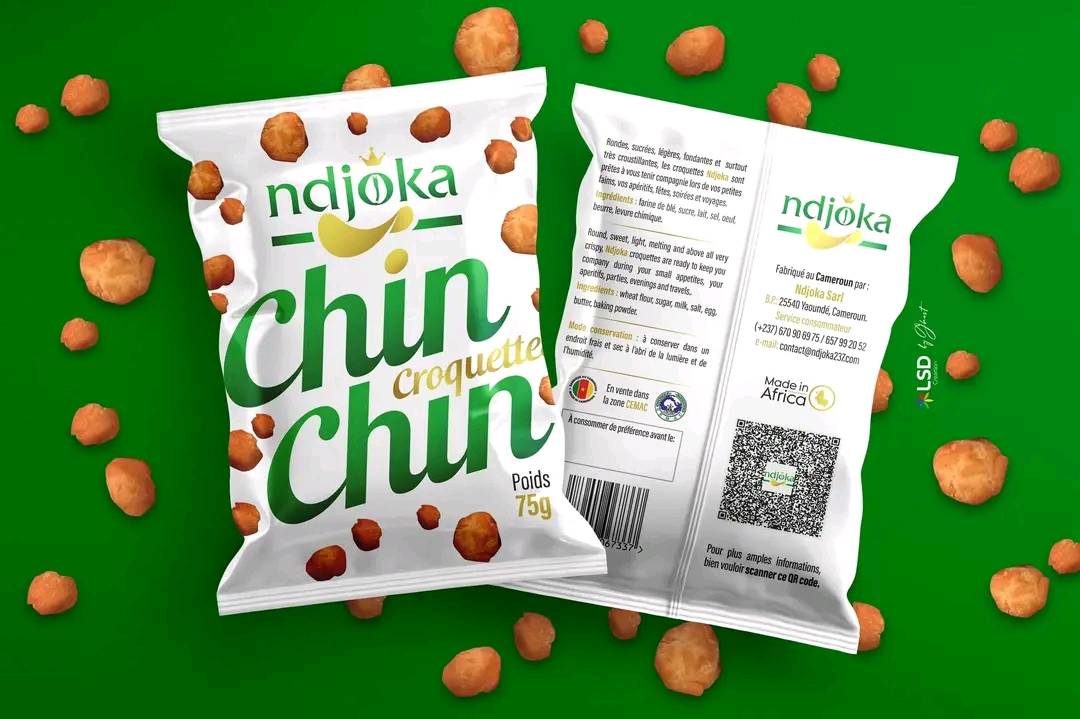 ndjoka
Chin
Croquette
Chin
Poids
75g
Rondes, sucrées, légères, fondantes et surtout
très croustillantes, les croquettes Ndjoka sont
prêtes à vous tenir compagnie lors de vos petites
faims, vos apéritifs, fêtes, soirées et voyages.
Ingrédients : farine de blé, sucre, lait, sel, oeuf,
beurre, levure chimique.
Round, sweet, light, melting and above all very
crispy, Ndjoka croquettes are ready to keep you
company during your small appetites, your
aperitifs, parties, evenings and travels..
Ingredients : wheat flour, sugar, milk, salt, egg,
butter, baking powder.
Mode conservation : à conserver dans un
endroit frais et sec à l'abri de la lumière et de
l'humidité.
En vente dans
la zone CEMAC
À consommer de préférence avant le:
67337>
ndjoka
Fabriqué au Cameroun par :
Ndjoka Sarl
B.P.: 25540 Yaoundé, Cameroun.
Service consommateur
(+237) 670 90 69 75 / 657 99 20 52
e-mail: contact@ndjoka237.com
Made in
Africa
ndjoka
Pour plus amples informations,
bien vouloir scanner ce QR code.
LSD
Création